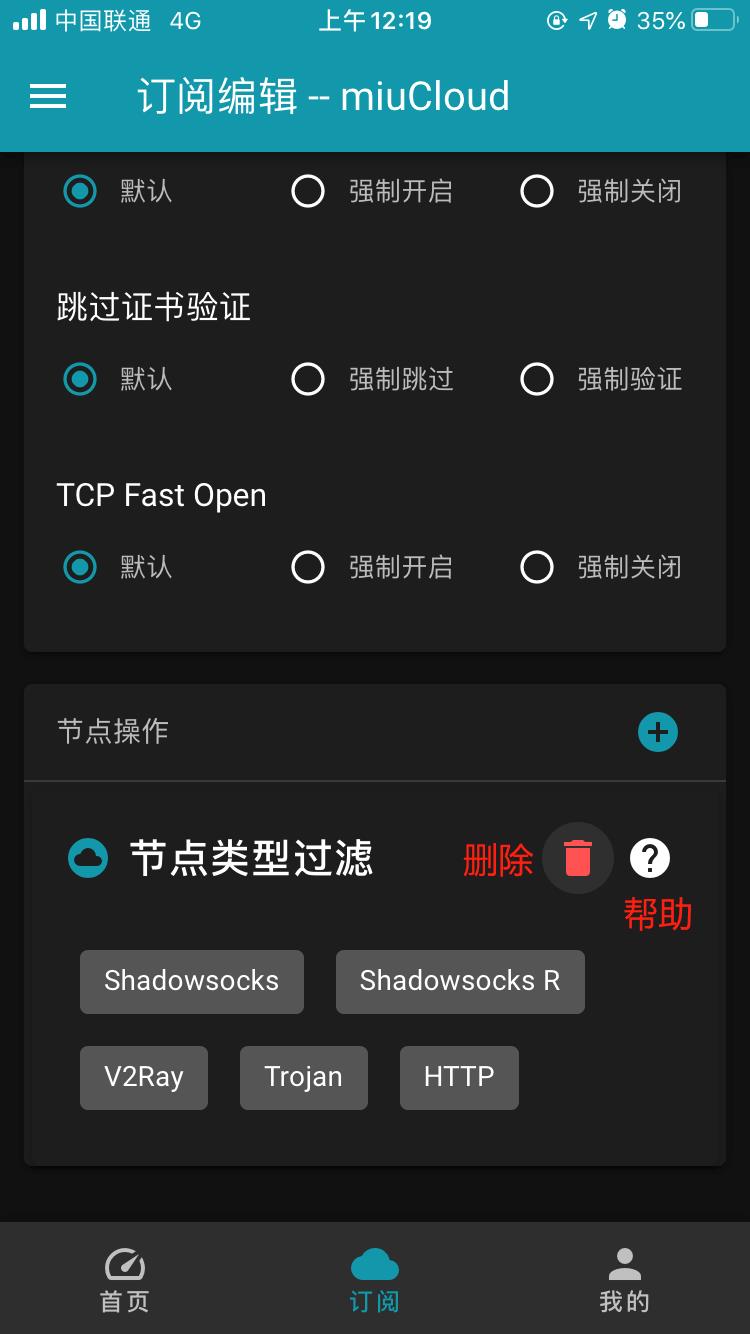 中国联通 4G 上午12:19 35%
订阅编辑 -- miuCloud
默认 强制开启 强制关闭
跳过证书验证
默认 强制跳过 强制验证
TCP Fast Open
默认 强制开启 强制关闭
节点操作
节点类型过滤 删除
帮助
Shadowsocks Shadowsocks R
V2Ray Trojan HTTP
首页 订阅 我的